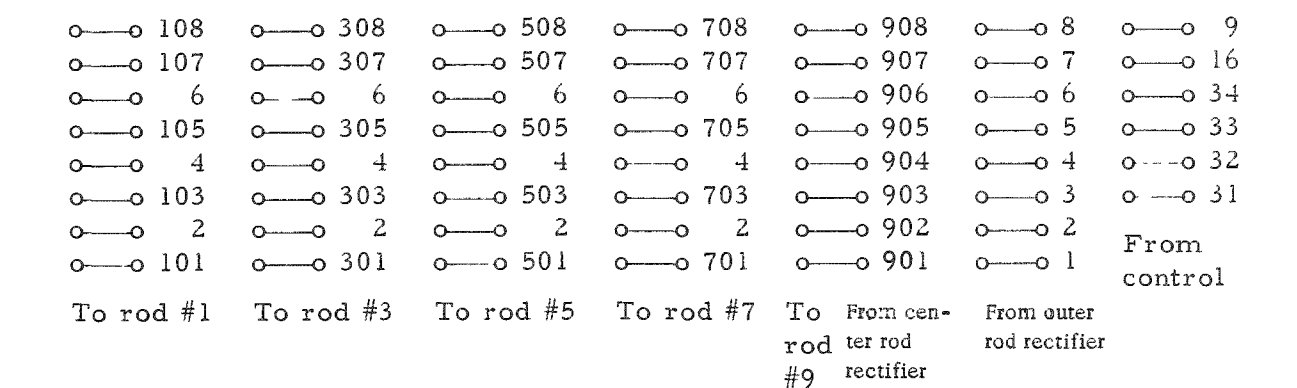 108 308 508 708 908 8 9
107 307 507 707 907 7 16
6 6 6 6 906 6 34
105 305 505 705 905 5 33
4 4 4 4 904 4 32
103 303 503 703 903 3 31
2 2 2 2 902 2
101 301 501 701 901 1
From
control
To rod #1 To rod #3 To rod #5 To rod #7
To
rod
#9
From cen-
ter rod
rectifier
From outer
rod rectifier